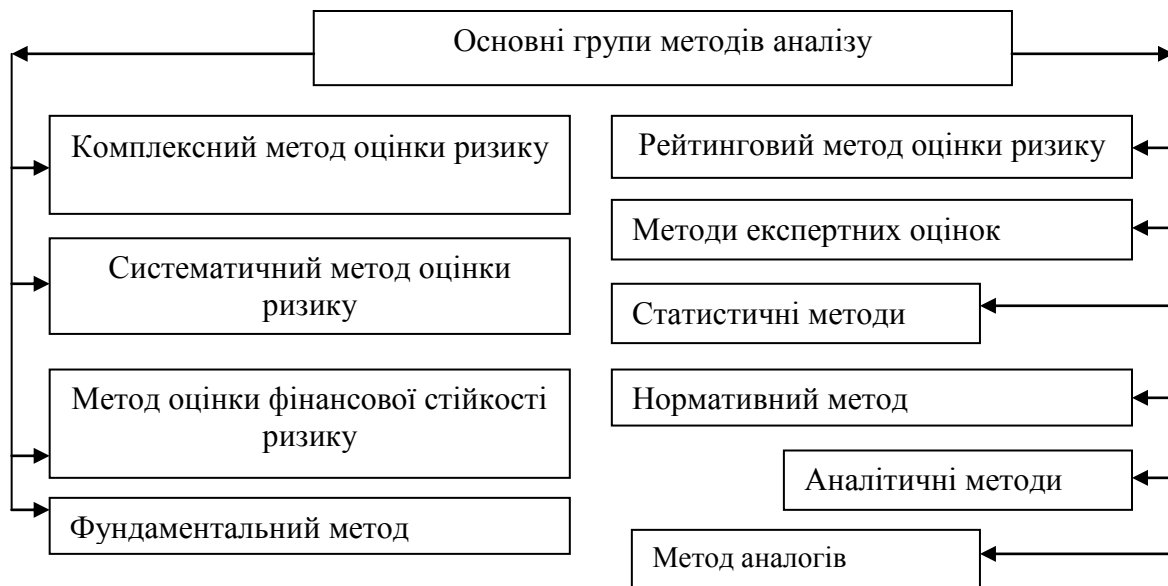 Основні групи методів аналізу
Комплексний метод оцінки ризику
Систематичний метод оцінки
ризику
Метод оцінки фінансової стійкості
ризику
Фундаментальний метод
Рейтинговий метод оцінки ризику
Методи експертних оцінок
Статистичні методи
Нормативний метод
Аналітичні методи
Метод аналогів